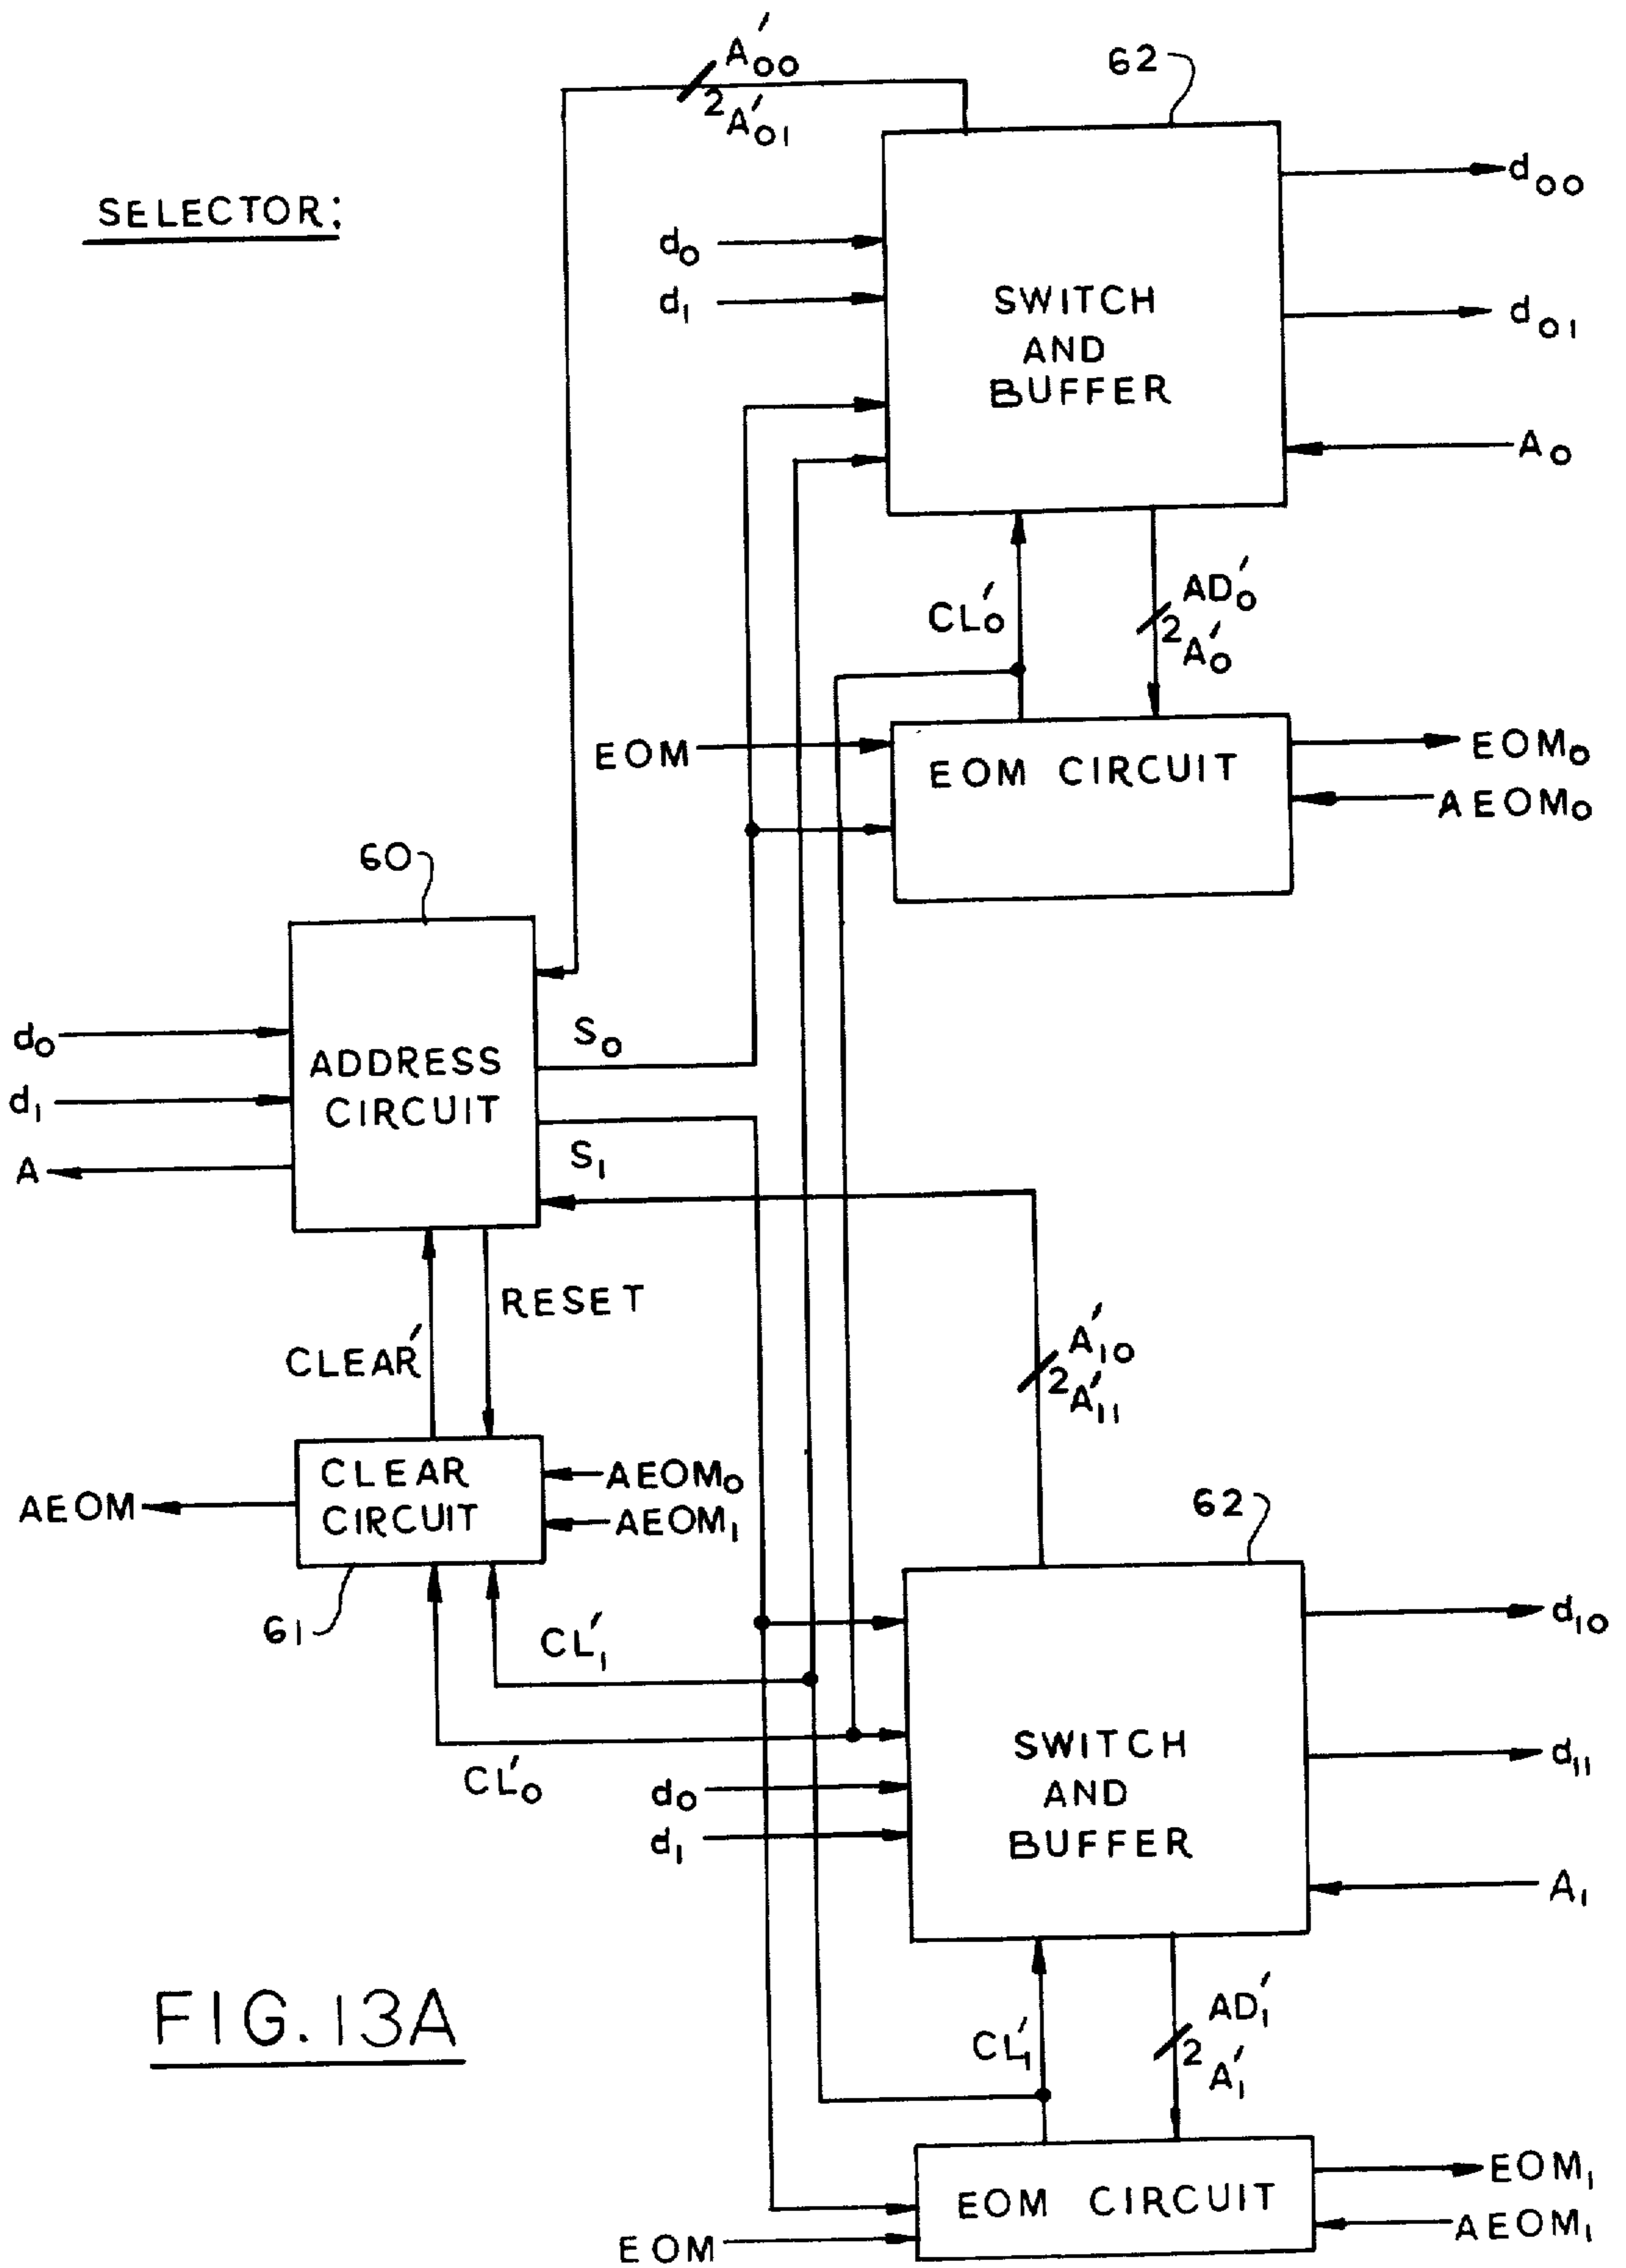 A'₀₀
2 A'₀₁
62
SELECTOR:
d₀₀
d₀
d₁
SWITCH
AND
BUFFER
d₀₁
A₀
CL'₀
AD'₀
2 A'₀
EOM
EOM CIRCUIT
EOM₀
AEOM₀
60
d₀
d₁
A
ADDRESS
CIRCUIT
S₀
S₁
RESET
CLEAR'
A'₁₀
2 A'₁₁
CLEAR
CIRCUIT
AEOM
AEOM₀
AEOM₁
61
62
CL'₁
CL'₀
d₁₀
SWITCH
AND
BUFFER
d₀
d₁
d₁₁
A₁
FIG. 13A
CL'₁
AD'₁
2 A'₁
EOM CIRCUIT
EOM
EOM₁
AEOM₁